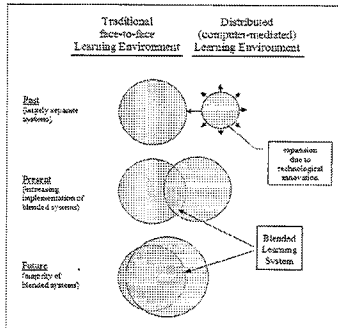 Traditional
face-to-face
Learning Environment
Distributed
(computer-mediated)
Learning Environment
Past
(largely separate
systems)
expansion
due to
technological
innovation
Present
(increasing
implementation of
blended systems)
Blended
Learning
System
Future
(majority of
blended systems)